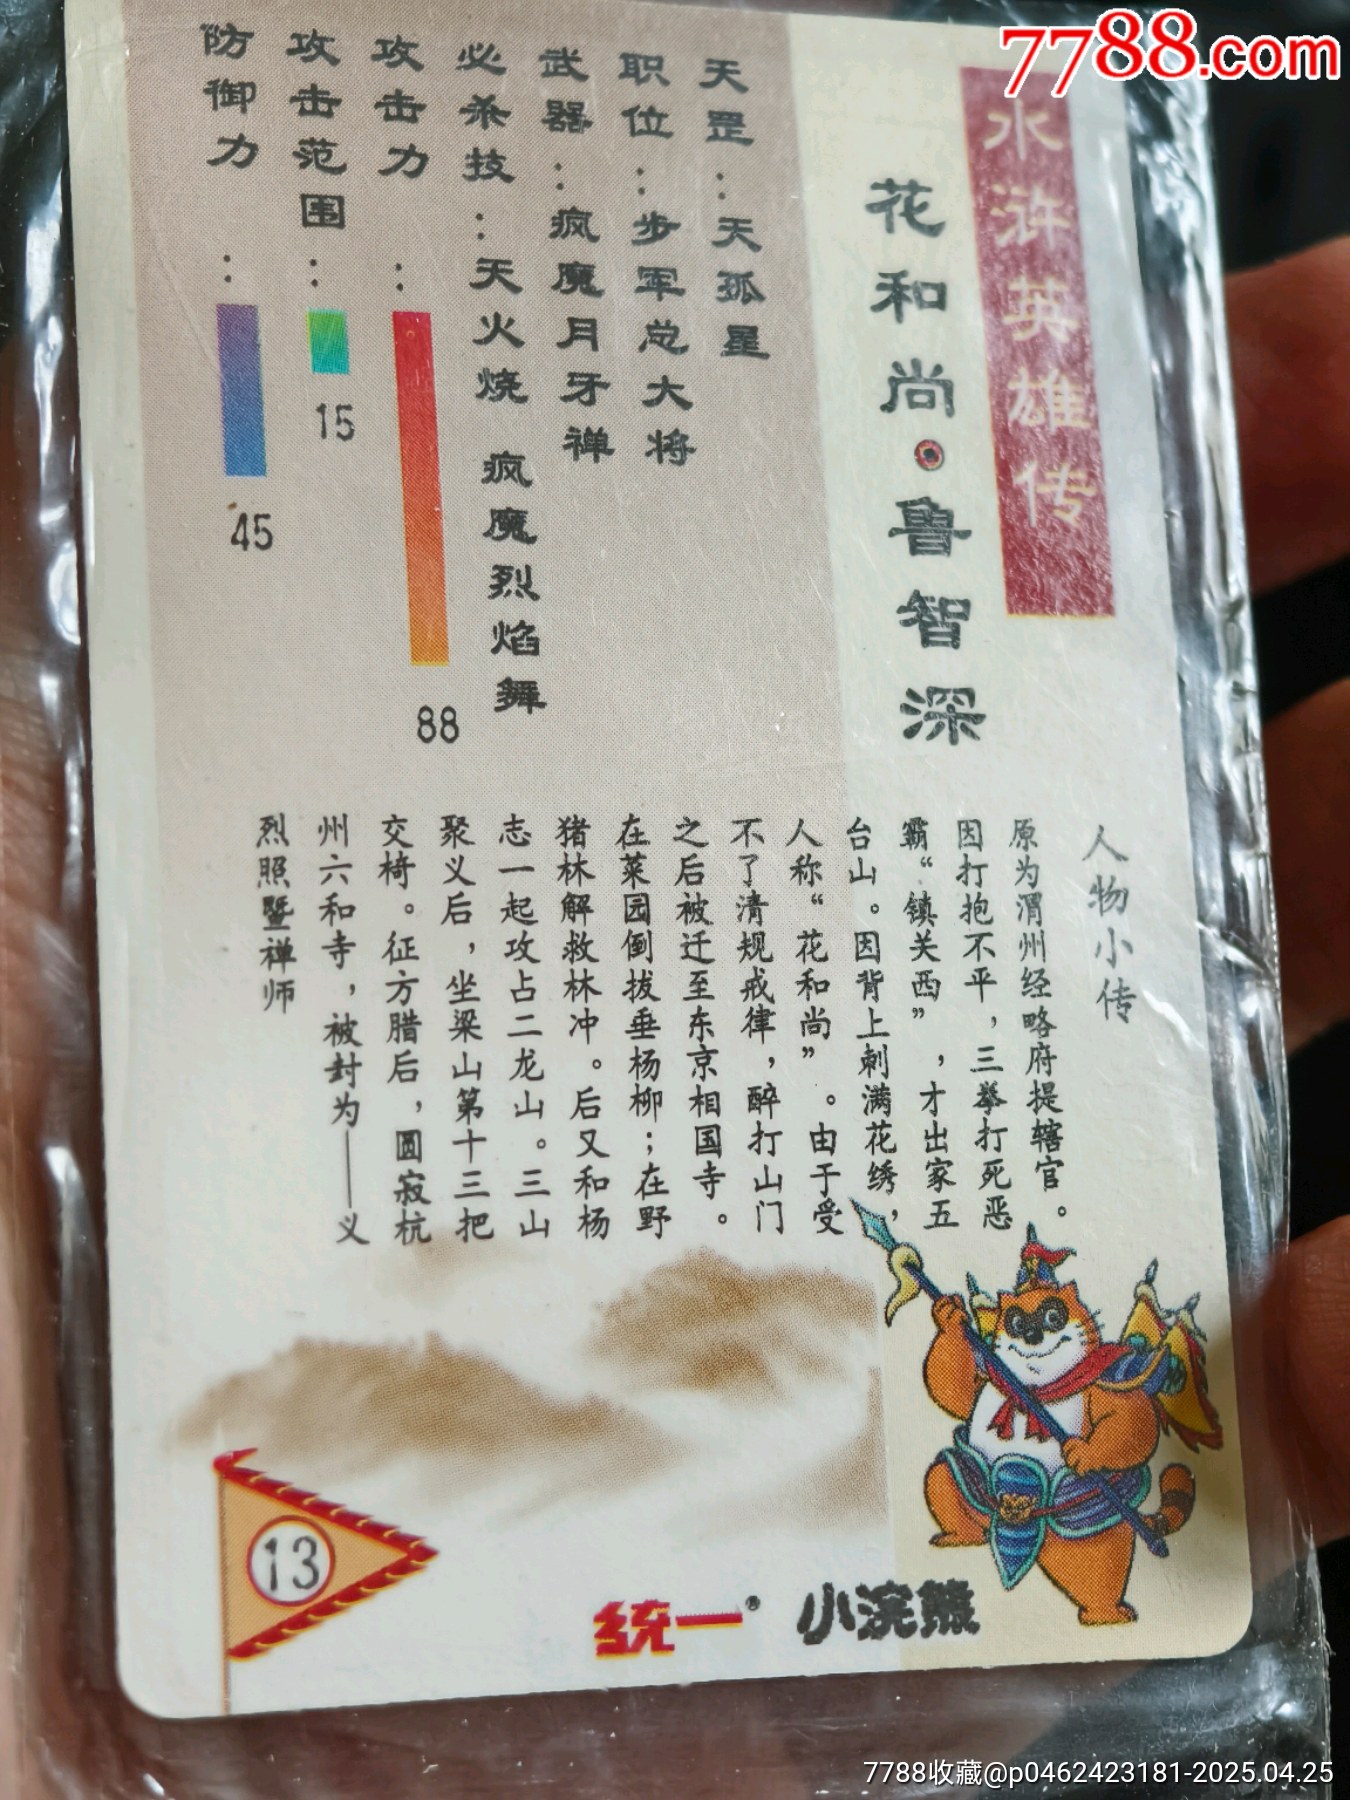 7788.com
水浒英雄传
花和尚·鲁智深
天罡：天孤星
职位：步军总大将
武器：疯魔月牙禅
必杀技：天火烧 疯魔烈焰舞
攻击力：
88
攻击范围：
15
防御力：
45
人物小传
原为渭州经略府提辖官。
因打抱不平，三拳打死恶
霸“镇关西”，才出家五
台山。因背上刺满花绣，
人称“花和尚”。由于受
不了清规戒律，醉打山门
之后被迁至东京相国寺。
在菜园倒拔垂杨柳；在野
猪林解救林冲。后又和杨
志一起攻占二龙山。三山
聚义后，坐梁山第十三把
交椅。征方腊后，圆寂杭
州六和寺，被封为——义
烈照暨禅师
13
统一® 小浣熊
7788收藏@p0462423181-2025.04.25